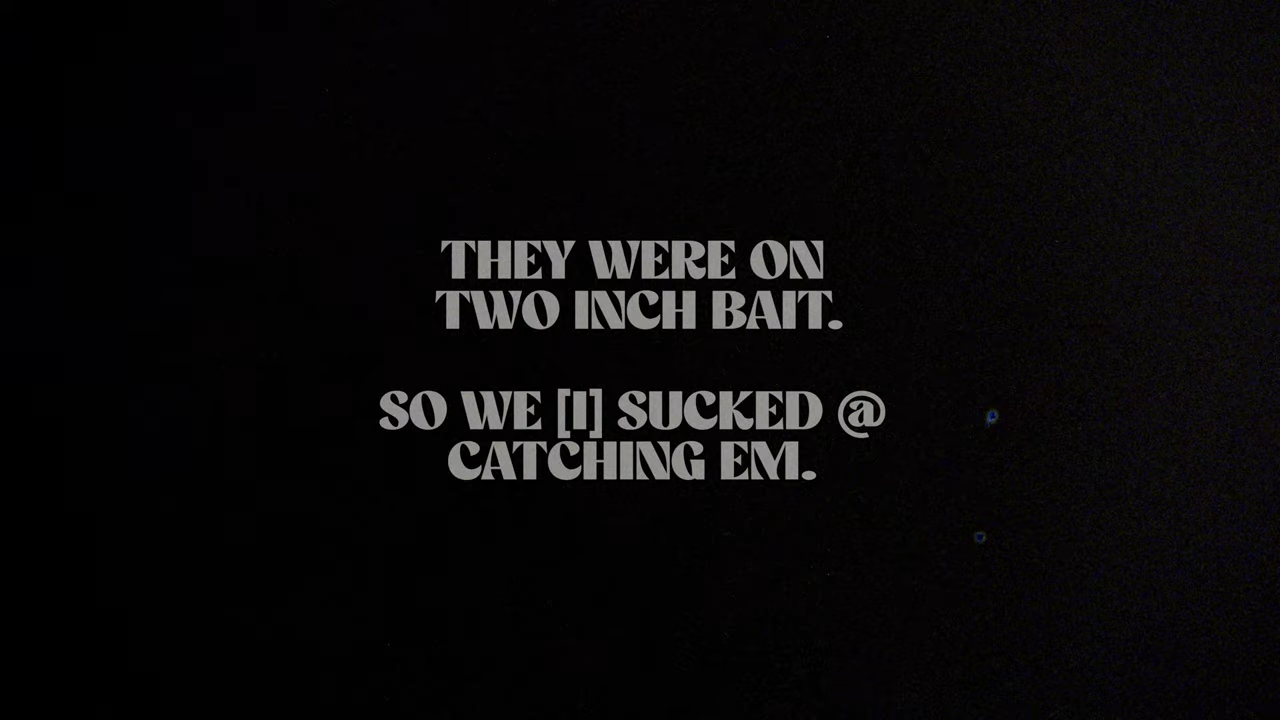 THEY WERE ON
TWO INCH BAIT.
SO WE [I] SUCKED @
CATCHING EM.